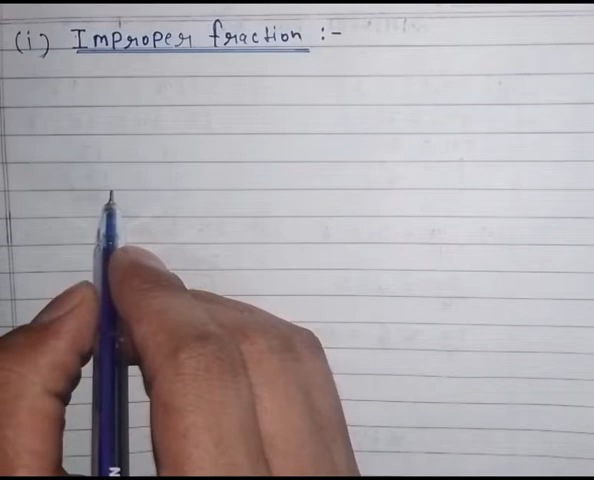 (i) Improper fraction :-
N